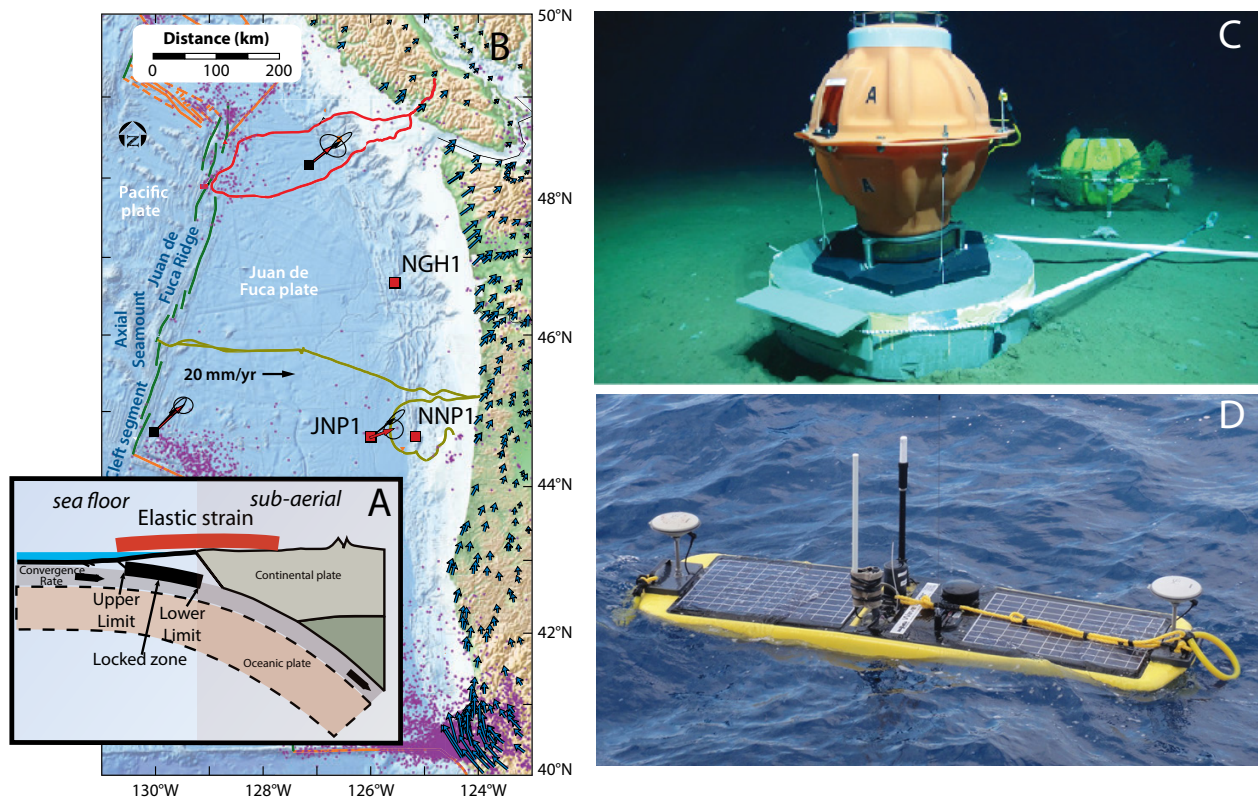 B
Distance (km)
0 100 200
N
Pacific
plate
Juan de
Fuca Ridge
Juan de
Fuca plate
NGH1
Axial
Seamount
20 mm/yr
JNP1
NNP1
Cleft segment
50°N
48°N
46°N
44°N
42°N
40°N
130°W
128°W
126°W
124°W
A
sea floor
sub-aerial
Elastic strain
Convergence
Rate
Continental plate
Upper
Limit
Lower
Limit
Locked zone
Oceanic plate
C
A
A
A
D